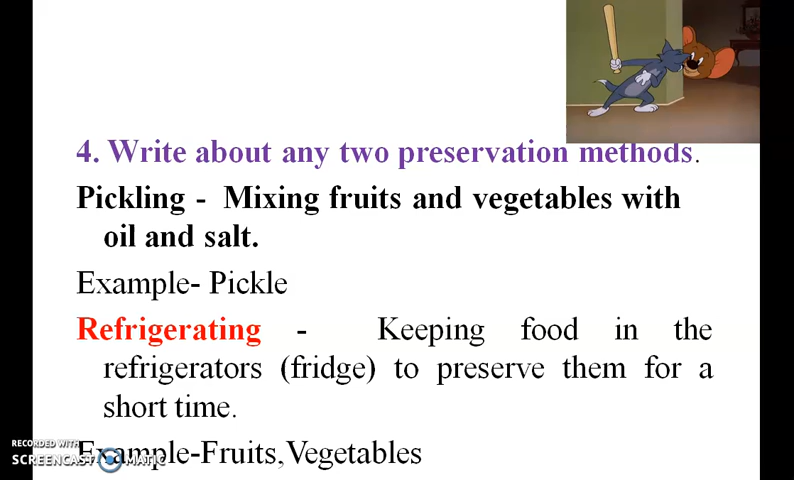 4. Write about any two preservation methods.
Pickling - Mixing fruits and vegetables with
oil and salt.
Example- Pickle
Refrigerating - Keeping food in the
refrigerators (fridge) to preserve them for a
short time.
Example-Fruits,Vegetables
RECORDED WITH
SCREENCAST MATIC